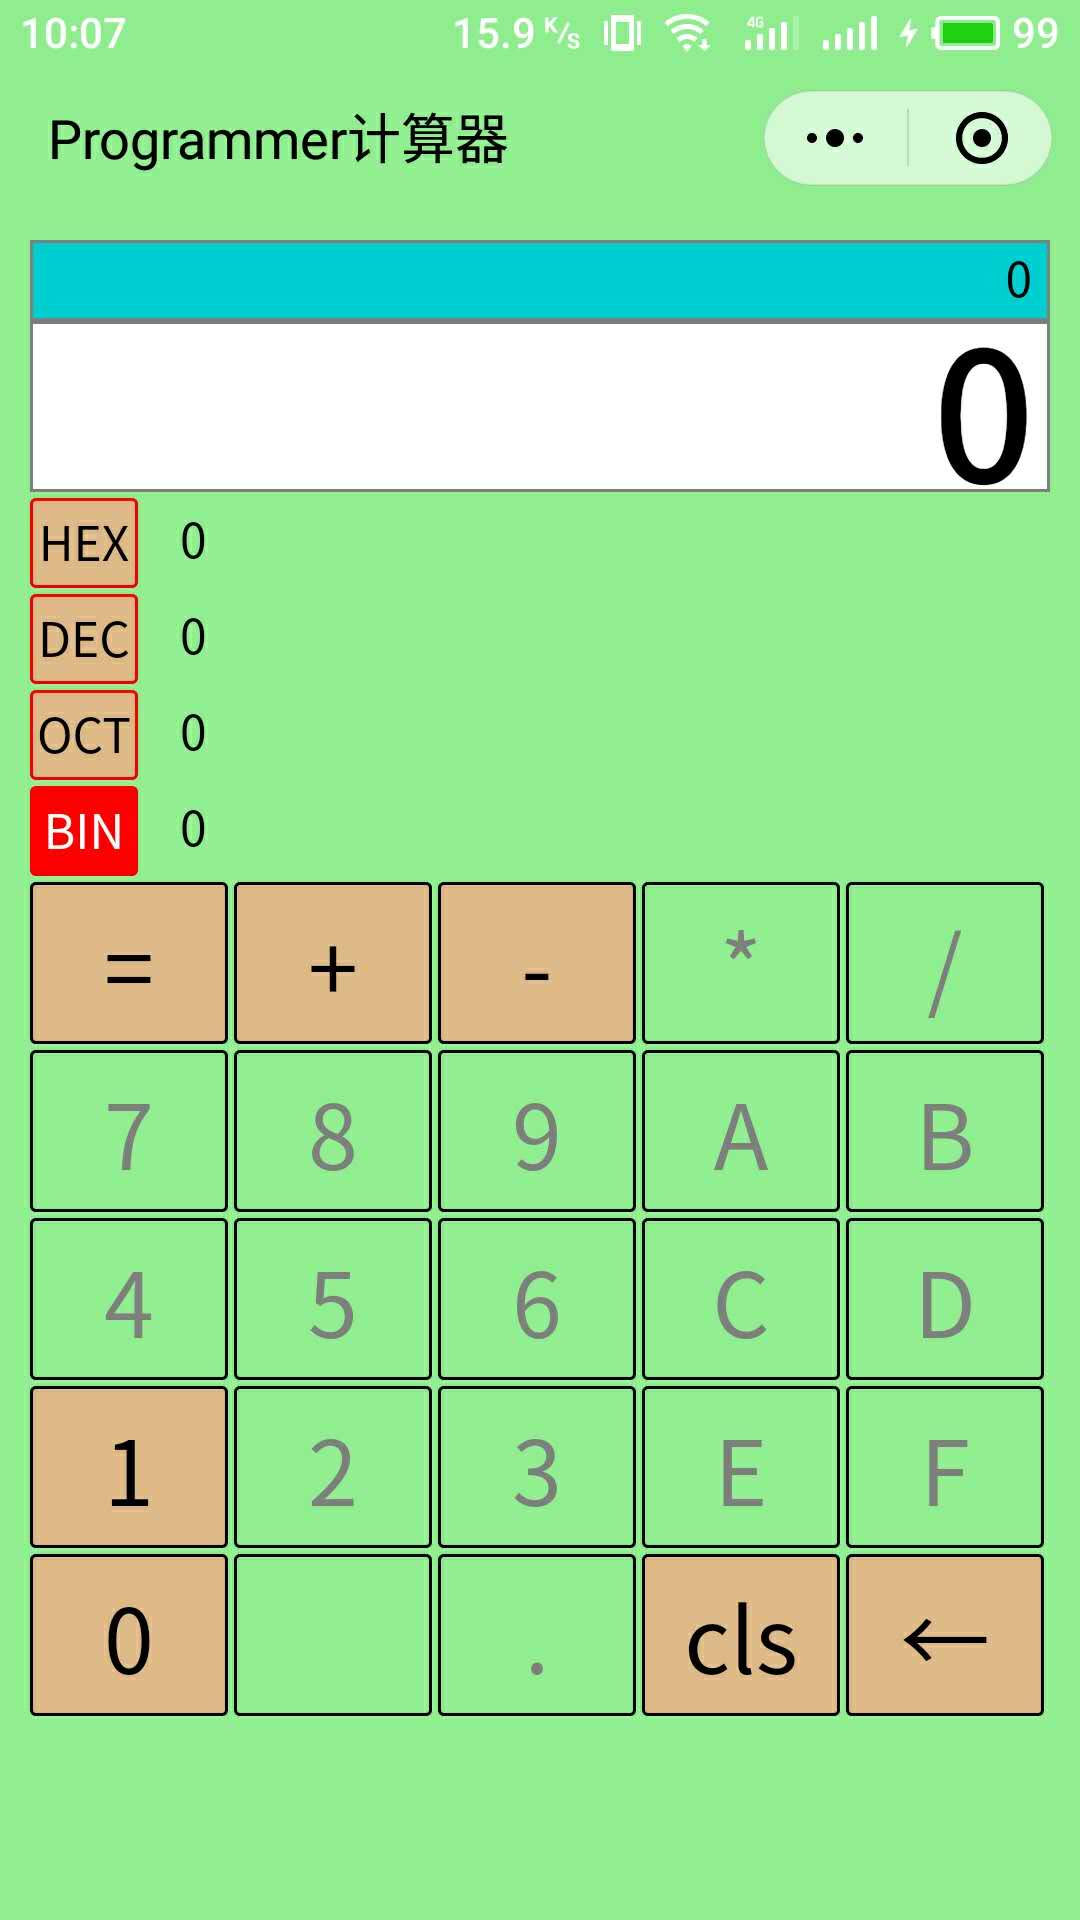 10:07 15.9 K/s 4G 99
Programmer计算器
0
0
HEX 0
DEC 0
OCT 0
BIN 0
= + - * /
7 8 9 A B
4 5 6 C D
1 2 3 E F
0 . cls ←